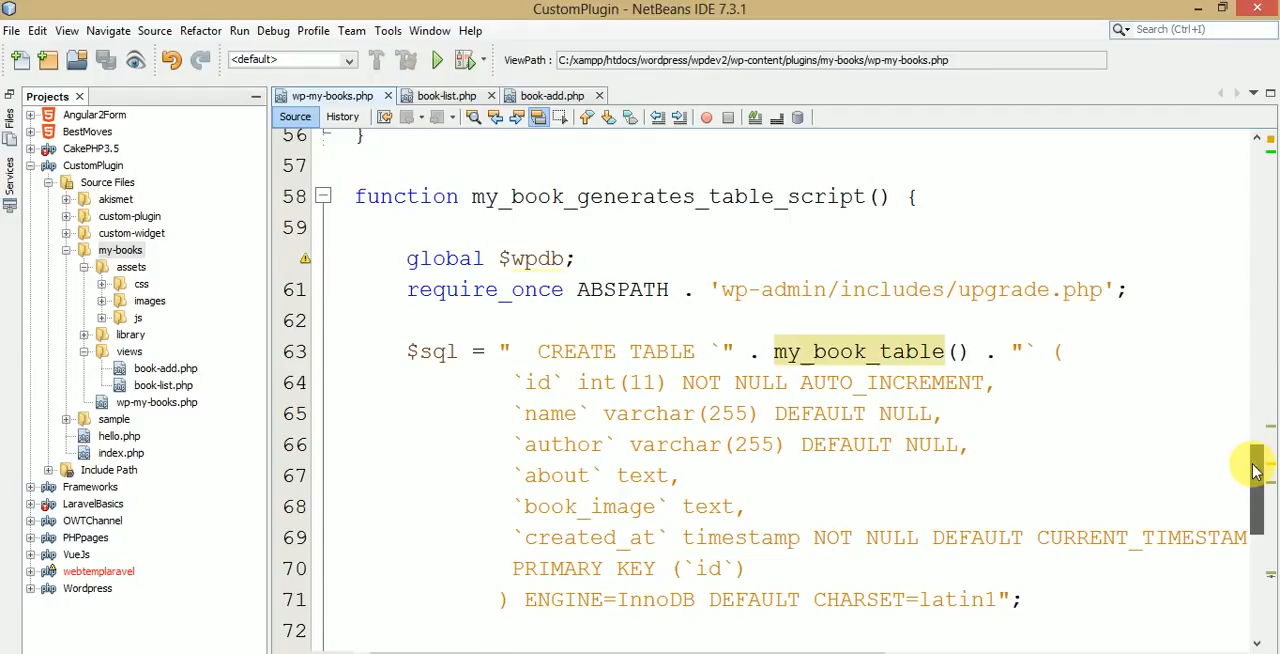 CustomPlugin - NetBeans IDE 7.3.1
File Edit View Navigate Source Refactor Run Debug Profile Team Tools Window Help
Search (Ctrl+I)
<default>
ViewPath : C:/xampp/htdocs/wordpress/wpdev2/wp-content/plugins/my-books/wp-my-books.php
Files
Services
Projects
Angular2Form
BestMoves
CakePHP3.5
CustomPlugin
Source Files
akismet
custom-plugin
custom-widget
my-books
assets
css
images
js
library
views
book-add.php
book-list.php
wp-my-books.php
sample
hello.php
index.php
Include Path
Frameworks
LaravelBasics
OWTChannel
PHPpages
VueJs
webtemplaravel
Wordpress
wp-my-books.php book-list.php book-add.php
Source History
56 }
57
58 function my_book_generates_table_script() {
59
global $wpdb;
61 require_once ABSPATH . 'wp-admin/includes/upgrade.php';
62
63 $sql = " CREATE TABLE `" . my_book_table() . "` (
64 `id` int(11) NOT NULL AUTO_INCREMENT,
65 `name` varchar(255) DEFAULT NULL,
66 `author` varchar(255) DEFAULT NULL,
67 `about` text,
68 `book_image` text,
69 `created_at` timestamp NOT NULL DEFAULT CURRENT_TIMESTAM
70 PRIMARY KEY (`id`)
71 ) ENGINE=InnoDB DEFAULT CHARSET=latin1";
72